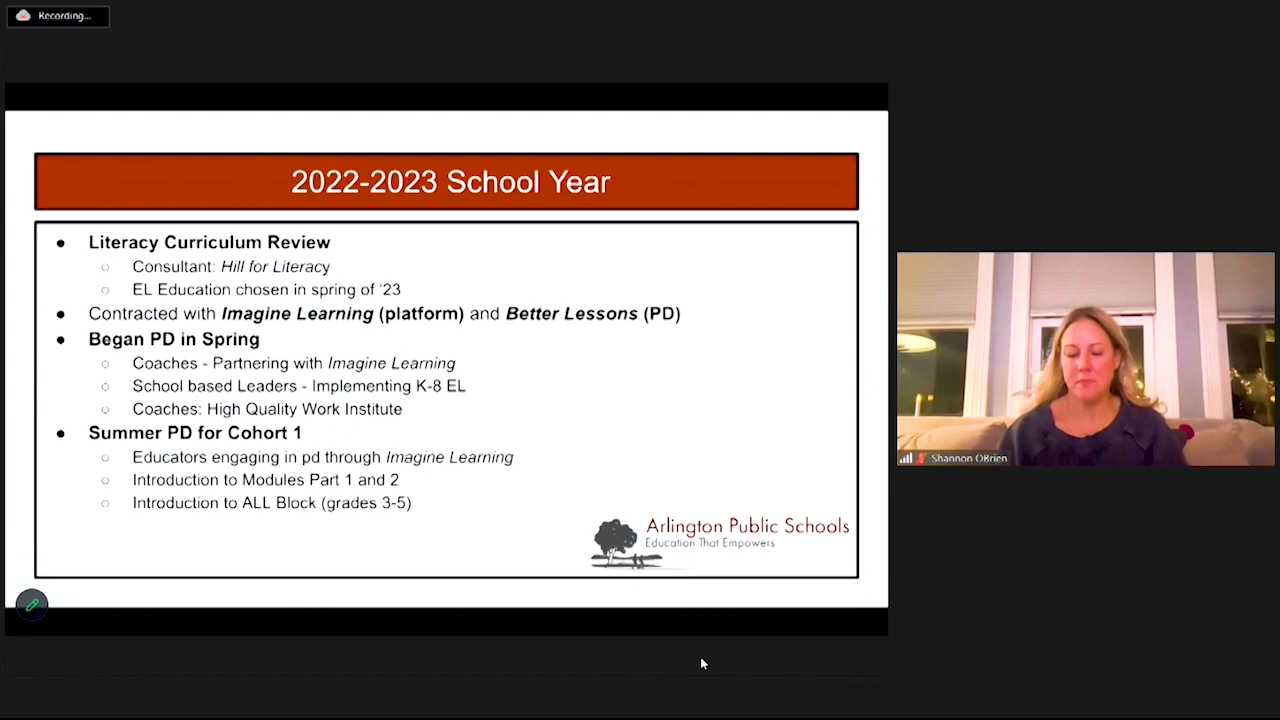 Recording...
2022-2023 School Year
● Literacy Curriculum Review
○ Consultant: Hill for Literacy
○ EL Education chosen in spring of ‘23
● Contracted with Imagine Learning (platform) and Better Lessons (PD)
● Began PD in Spring
○ Coaches - Partnering with Imagine Learning
○ School based Leaders - Implementing K-8 EL
○ Coaches: High Quality Work Institute
● Summer PD for Cohort 1
○ Educators engaging in pd through Imagine Learning
○ Introduction to Modules Part 1 and 2
○ Introduction to ALL Block (grades 3-5)
Arlington Public Schools
Education That Empowers
Shannon OBrien